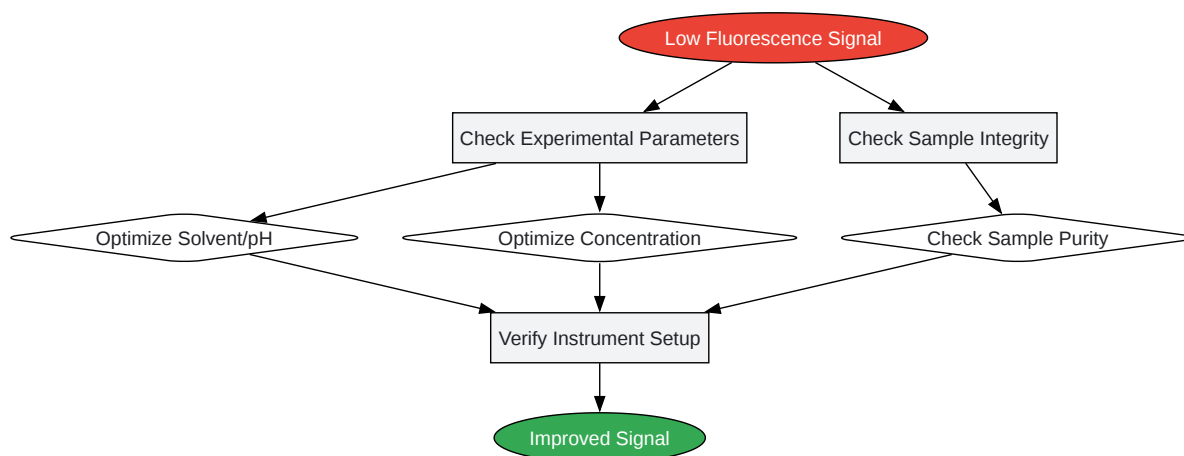 Low Fluorescence Signal
Check Experimental Parameters
Check Sample Integrity
Optimize Solvent/pH
Optimize Concentration
Check Sample Purity
Verify Instrument Setup
Improved Signal